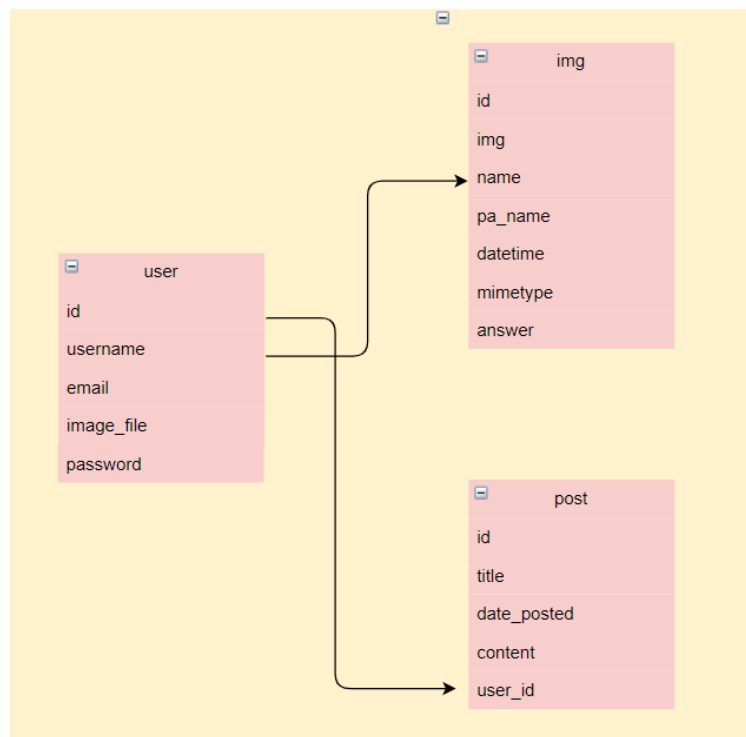 img
id
img
name
pa_name
datetime
mimetype
answer
user
id
username
email
image_file
password
post
id
title
date_posted
content
user_id